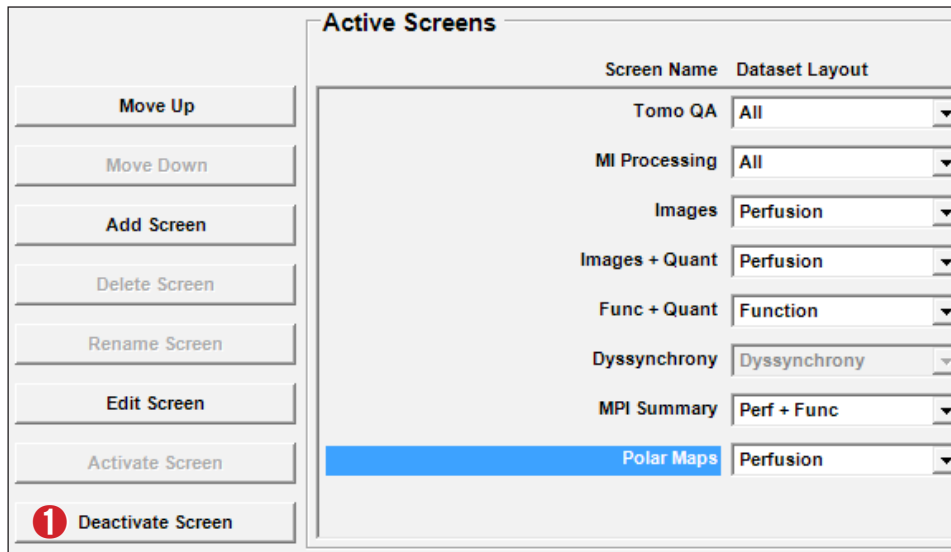 Active Screens
Screen Name Dataset Layout
Move Up
Tomo QA All
Move Down
MI Processing All
Add Screen
Images Perfusion
Images + Quant Perfusion
Delete Screen
Func + Quant Function
Rename Screen
Dyssynchrony Dyssynchrony
Edit Screen
MPI Summary Perf + Func
Activate Screen
Polar Maps Perfusion
1 Deactivate Screen